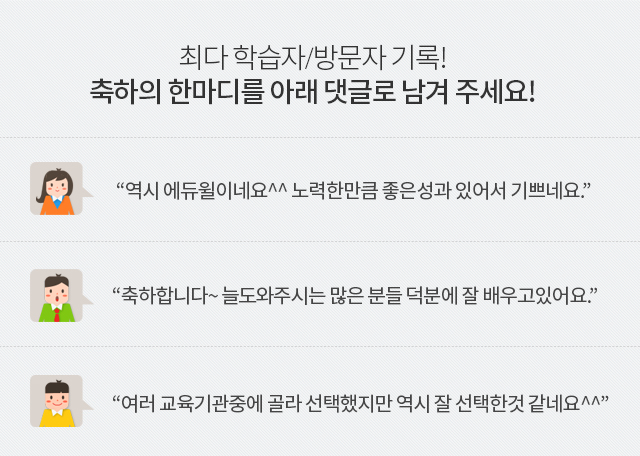 최다 학습자/방문자 기록!
축하의 한마디를 아래 댓글로 남겨 주세요!
“역시 에듀윌이네요^^ 노력한만큼 좋은성과 있어서 기쁘네요.”
“축하합니다~ 늘도와주시는 많은 분들 덕분에 잘 배우고있어요.”
“여러 교육기관중에 골라 선택했지만 역시 잘 선택한것 같네요^^”